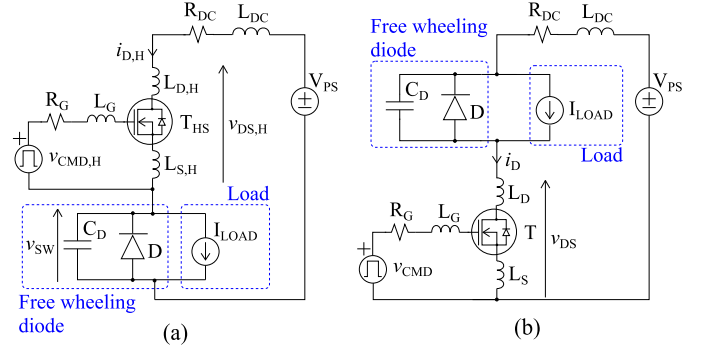 R_DC L_DC
i_D,H
L_D,H
V_PS
R_G L_G
T_HS
v_DS,H
v_CMD,H
L_S,H
Load
v_SW
C_D
D
I_LOAD
Free wheeling
diode
(a)
Free wheeling
diode
R_DC L_DC
V_PS
C_D
D
I_LOAD
Load
i_D
L_D
R_G L_G
T
v_DS
v_CMD
L_S
(b)